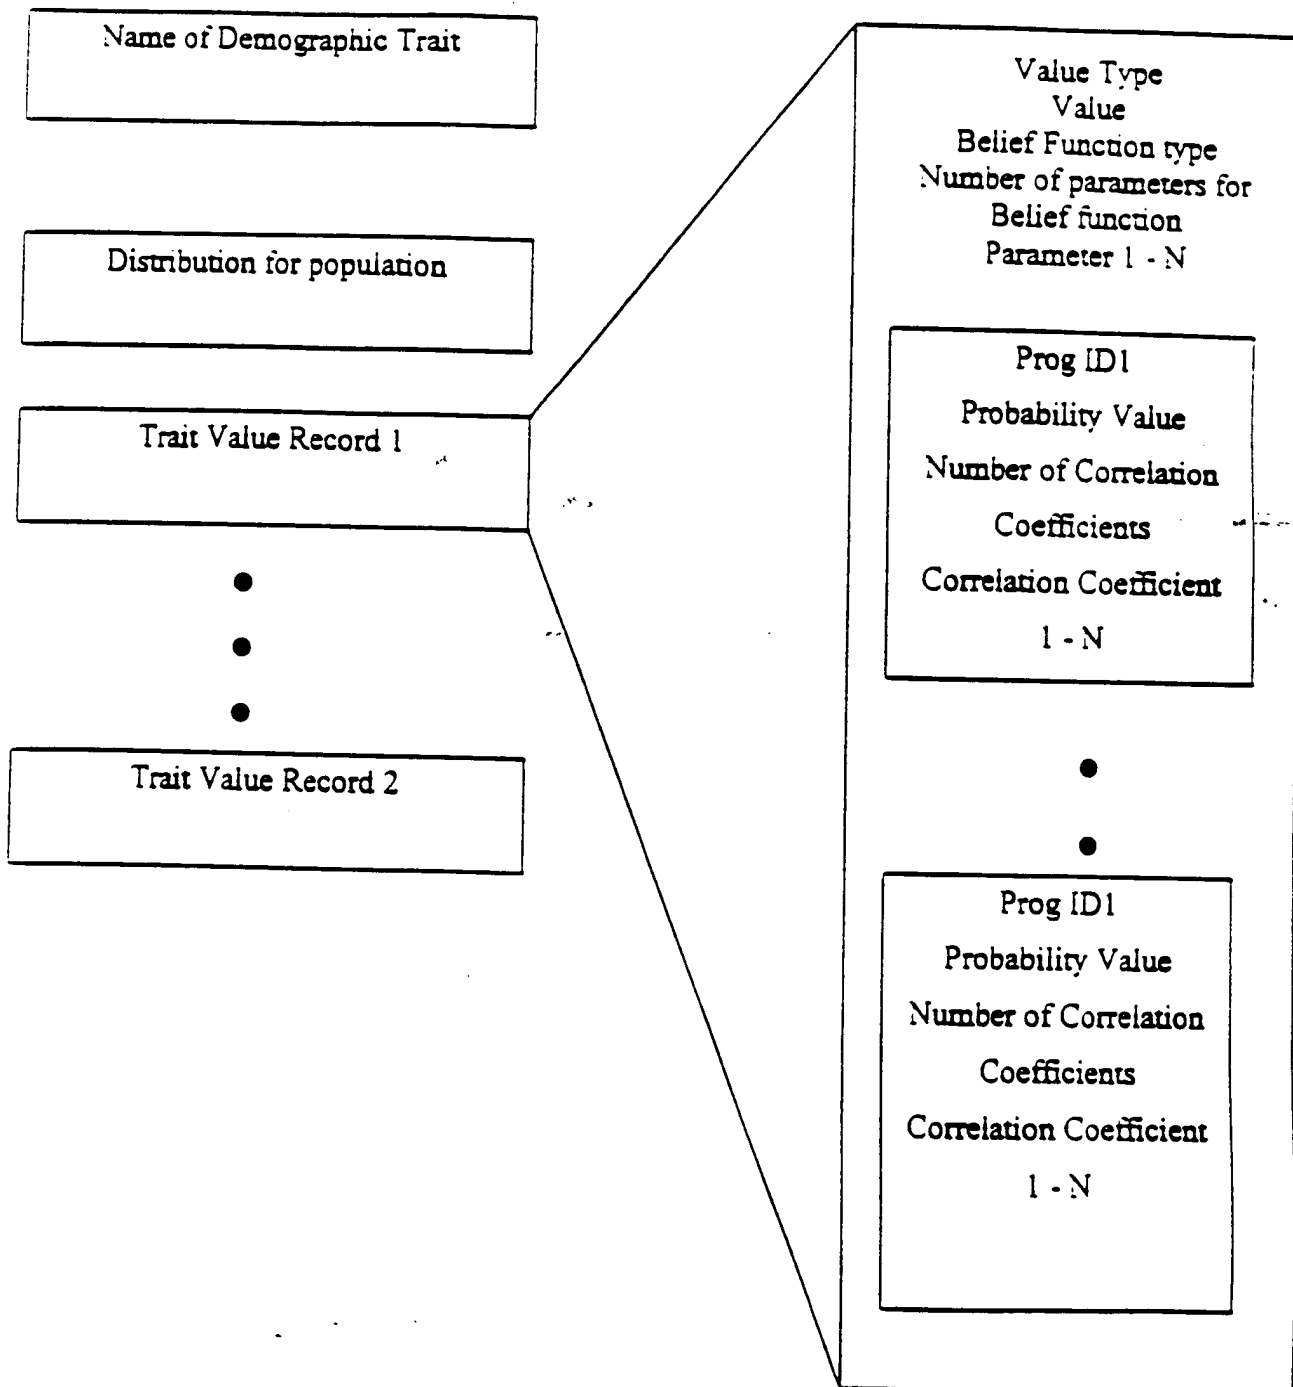 Name of Demographic Trait
Distribution for population
Trait Value Record 1
Trait Value Record 2
Value Type
Value
Belief Function type
Number of parameters for
Belief function
Parameter 1 - N
Prog ID1
Probability Value
Number of Correlation
Coefficients
Correlation Coefficient
1 - N
Prog ID1
Probability Value
Number of Correlation
Coefficients
Correlation Coefficient
1 - N